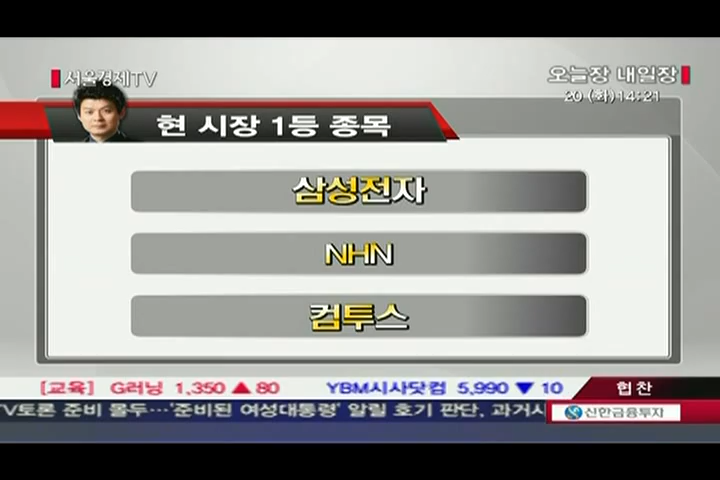 서울경제TV
오늘장 내일장
20 (화)14:21
현 시장 1등 종목
삼성전자
NHN
컴투스
[교육] G러닝 1,350 ▲ 80 YBM시사닷컴 5,990 ▼ 10
협찬
TV토론 준비 몰두…'준비된 여성대통령' 알릴 호기 판단, 과거사
신한금융투자